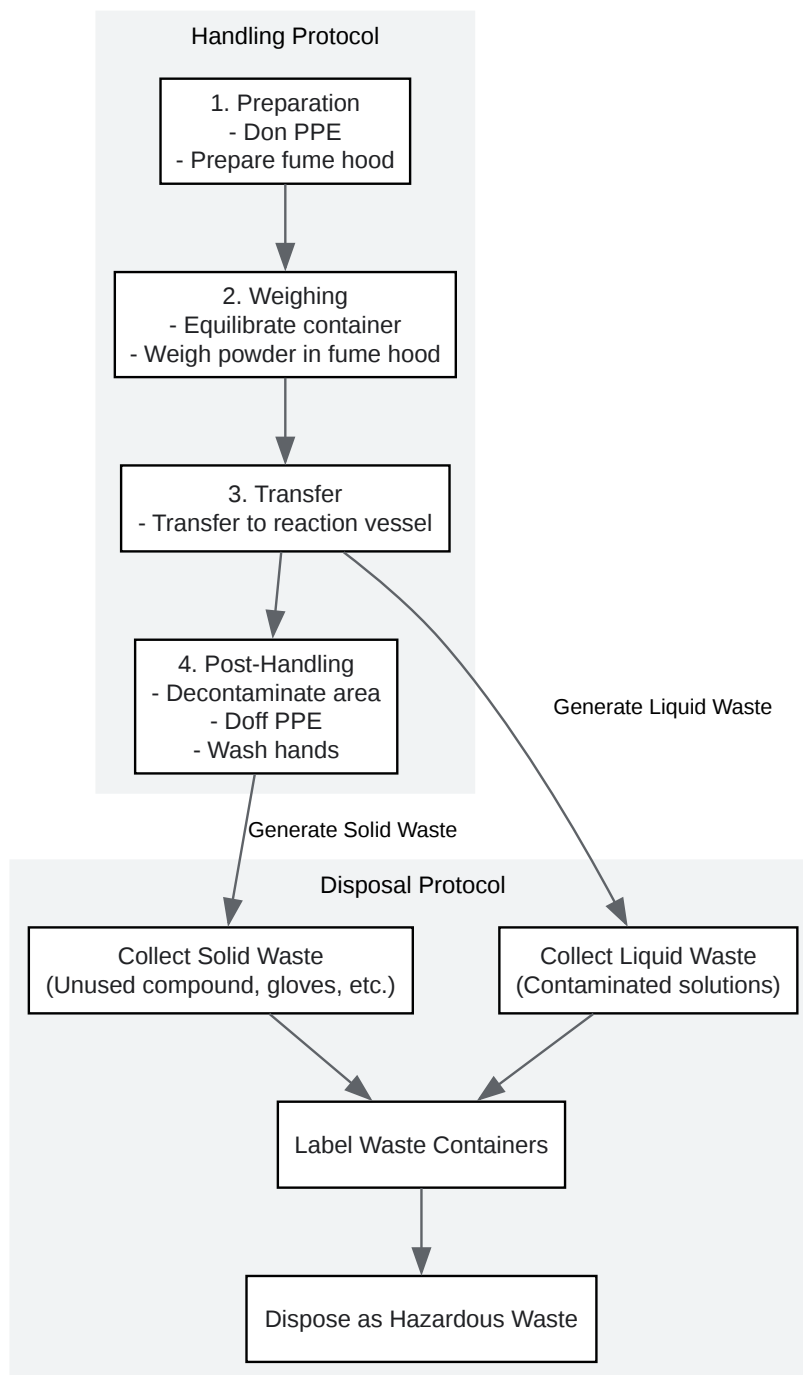 Handling Protocol
1. Preparation
- Don PPE
- Prepare fume hood
2. Weighing
- Equilibrate container
- Weigh powder in fume hood
3. Transfer
- Transfer to reaction vessel
4. Post-Handling
- Decontaminate area
- Doff PPE
- Wash hands
Generate Liquid Waste
Generate Solid Waste
Disposal Protocol
Collect Solid Waste
(Unused compound, gloves, etc.)
Collect Liquid Waste
(Contaminated solutions)
Label Waste Containers
Dispose as Hazardous Waste